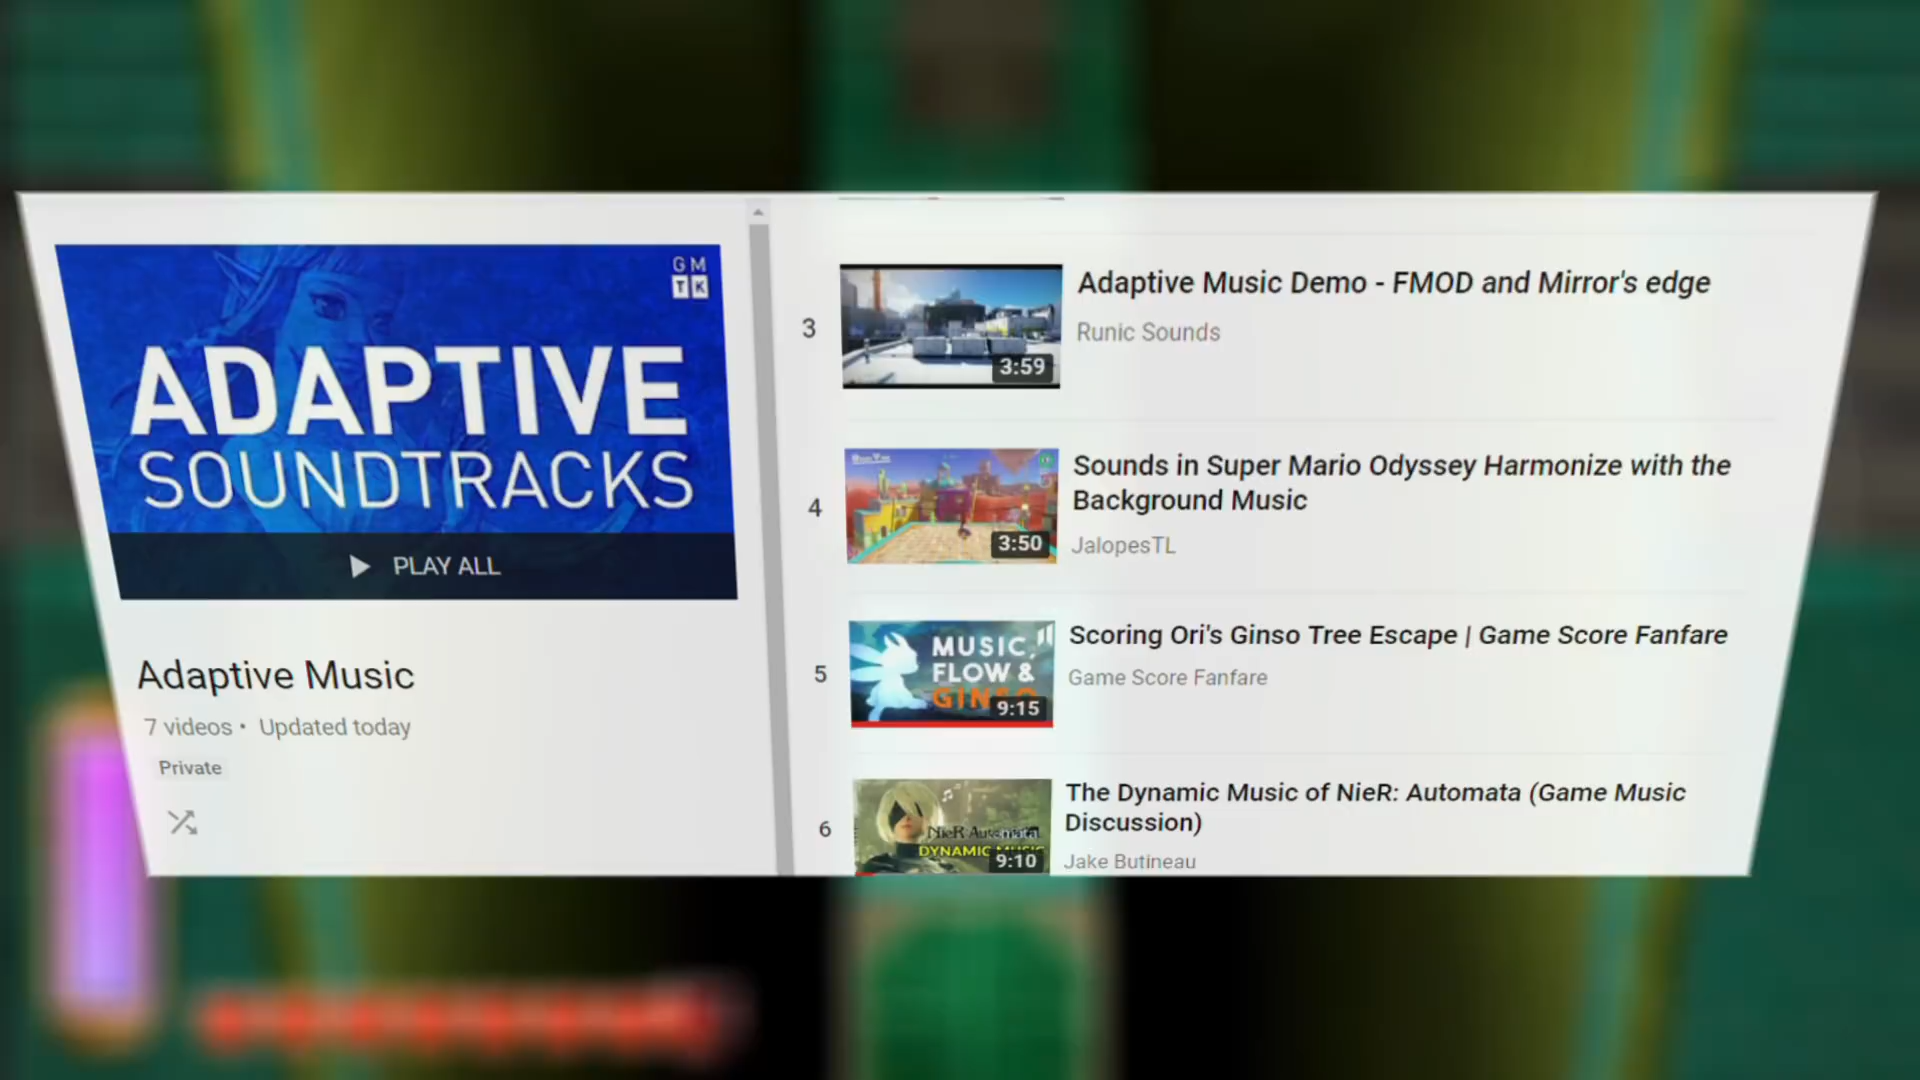 GM
TK
ADAPTIVE
SOUNDTRACKS
PLAY ALL
Adaptive Music
7 videos • Updated today
Private
3
3:59
Adaptive Music Demo - FMOD and Mirror's edge
Runic Sounds
4
3:50
Sounds in Super Mario Odyssey Harmonize with the
Background Music
JalopesTL
5
MUSIC,
FLOW &
GINSO
9:15
Scoring Ori's Ginso Tree Escape | Game Score Fanfare
Game Score Fanfare
6
NieR:Automata
DYNAMIC MUSIC
9:10
The Dynamic Music of NieR: Automata (Game Music
Discussion)
Jake Butineau